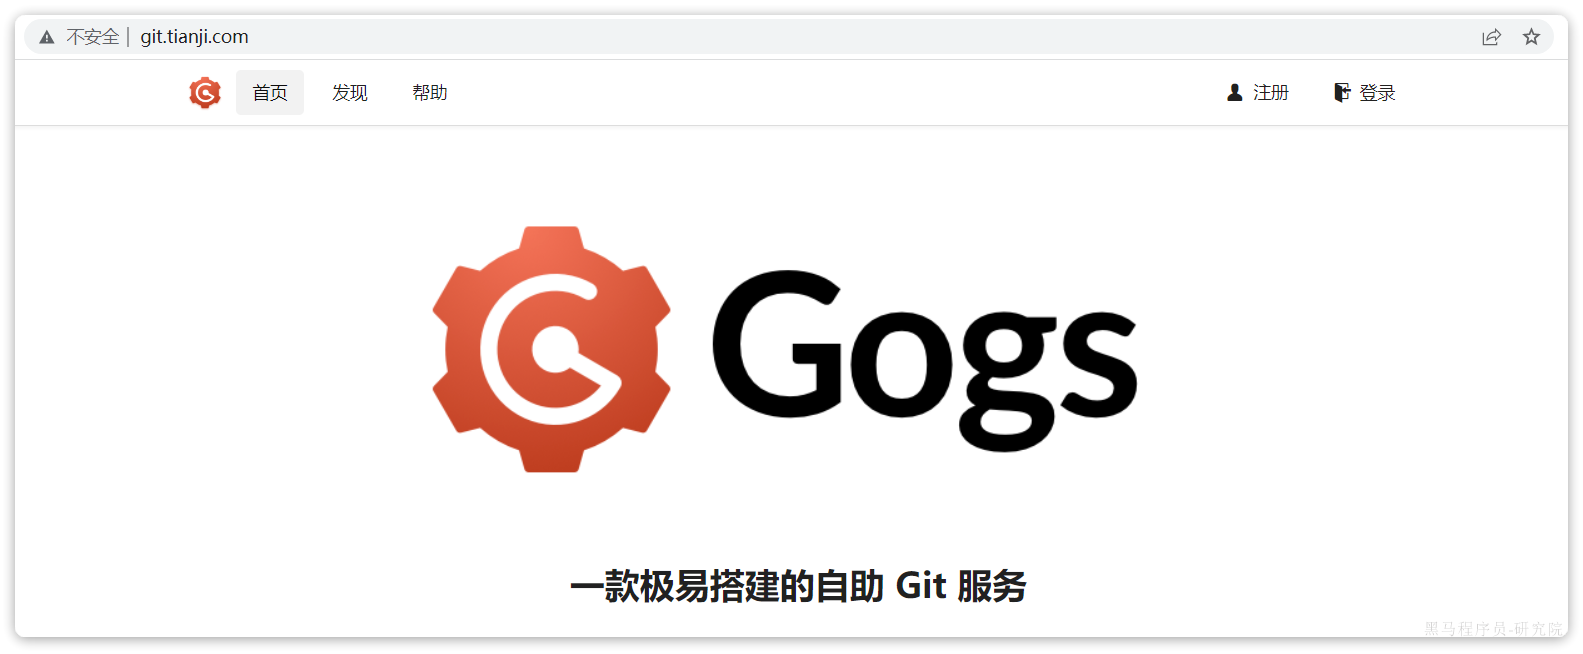 不安全 | git.tianji.com
首页 发现 帮助 注册 登录
Gogs
一款极易搭建的自助 Git 服务
黑马程序员-研究院